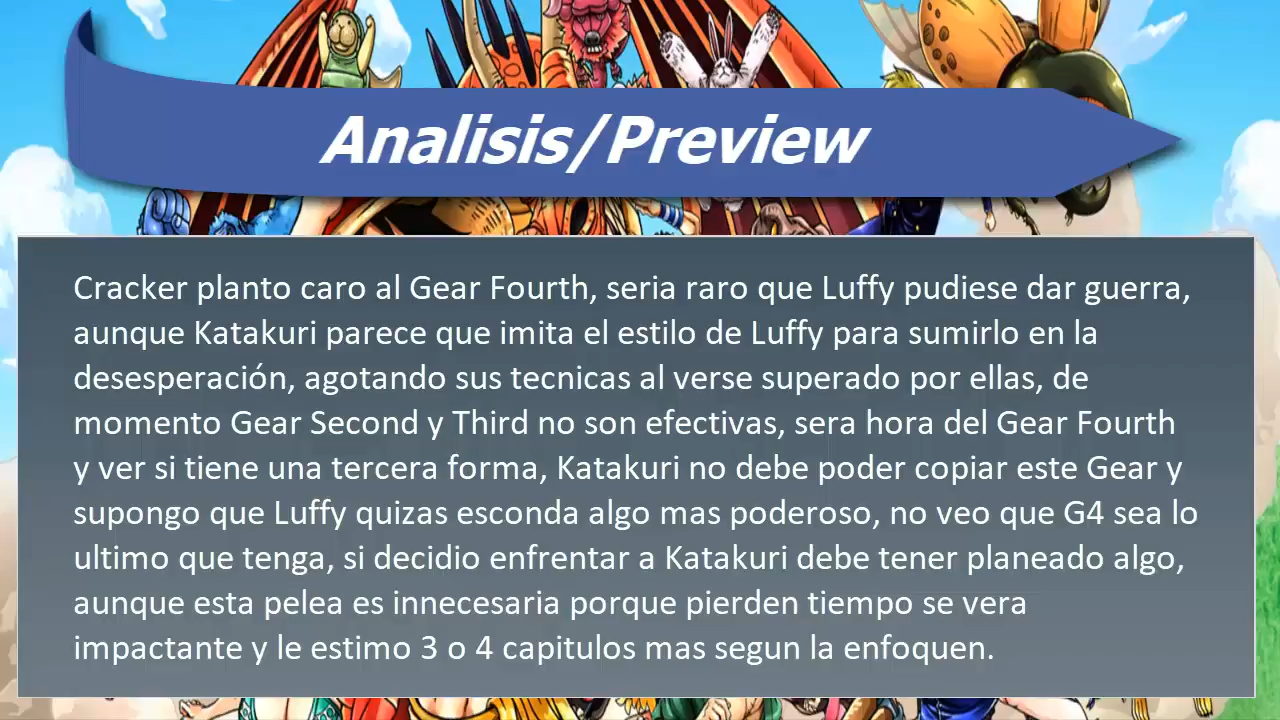 Analisis/Preview
Cracker planto caro al Gear Fourth, seria raro que Luffy pudiese dar guerra,
aunque Katakuri parece que imita el estilo de Luffy para sumirlo en la
desesperación, agotando sus tecnicas al verse superado por ellas, de
momento Gear Second y Third no son efectivas, sera hora del Gear Fourth
y ver si tiene una tercera forma, Katakuri no debe poder copiar este Gear y
supongo que Luffy quizas esconda algo mas poderoso, no veo que G4 sea lo
ultimo que tenga, si decidio enfrentar a Katakuri debe tener planeado algo,
aunque esta pelea es innecesaria porque pierden tiempo se vera
impactante y le estimo 3 o 4 capitulos mas segun la enfoquen.